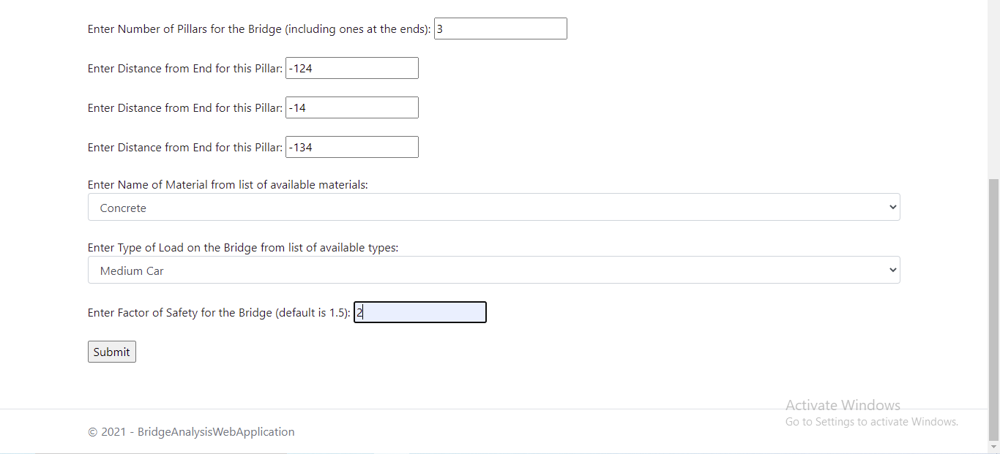 Enter Number of Pillars for the Bridge (including ones at the ends): 3
Enter Distance from End for this Pillar: -124
Enter Distance from End for this Pillar: -14
Enter Distance from End for this Pillar: -134
Enter Name of Material from list of available materials:
Concrete
Enter Type of Load on the Bridge from list of available types:
Medium Car
Enter Factor of Safety for the Bridge (default is 1.5): 2
Submit
Activate Windows
Go to Settings to activate Windows.
© 2021 - BridgeAnalysisWebApplication